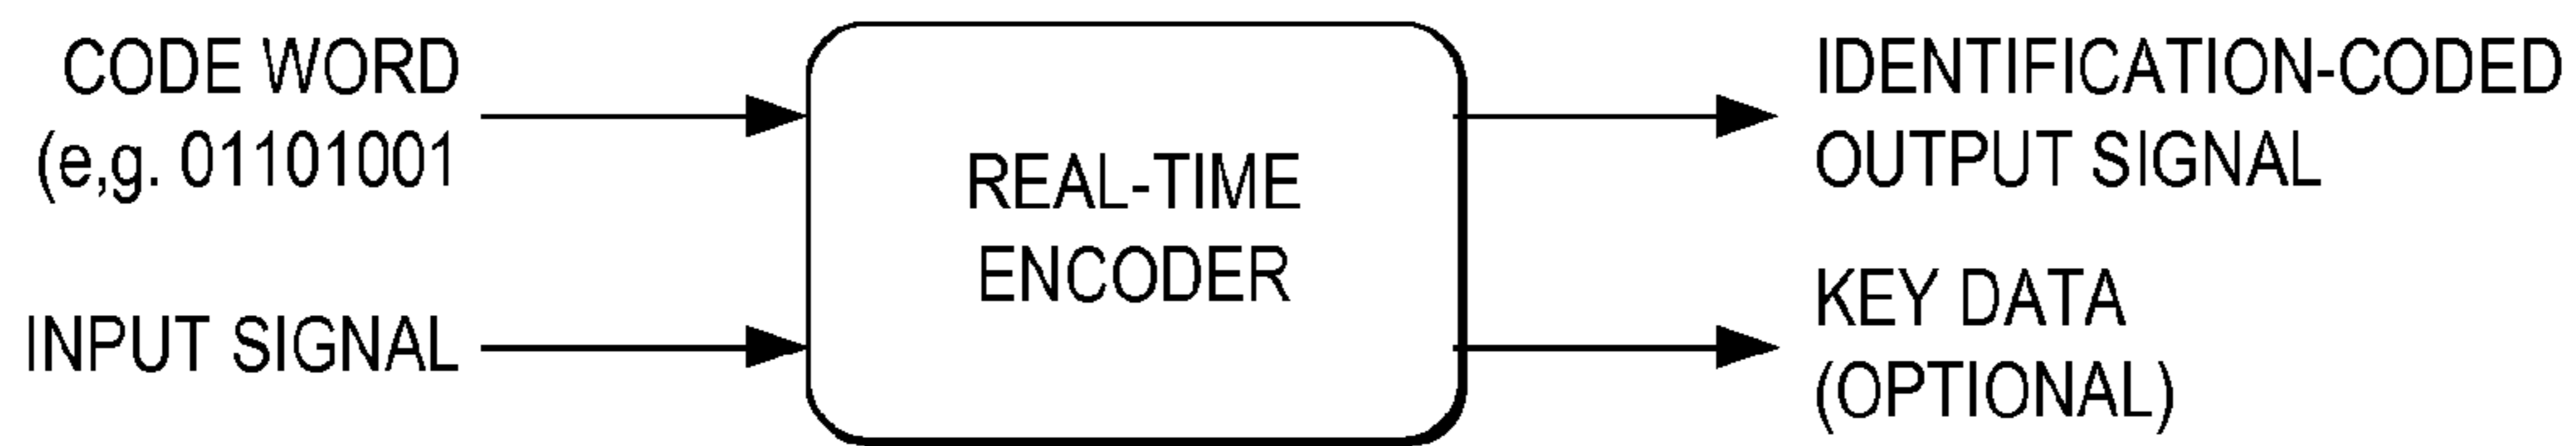 CODE WORD
(e,g. 01101001
INPUT SIGNAL
REAL-TIME
ENCODER
IDENTIFICATION-CODED
OUTPUT SIGNAL
KEY DATA
(OPTIONAL)